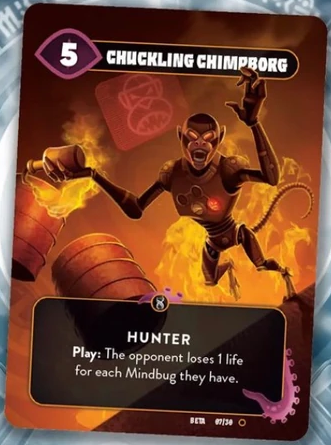 5 CHUCKLING CHIMPBORG
HUNTER
Play: The opponent loses 1 life
for each Mindbug they have.
BETA 07/30